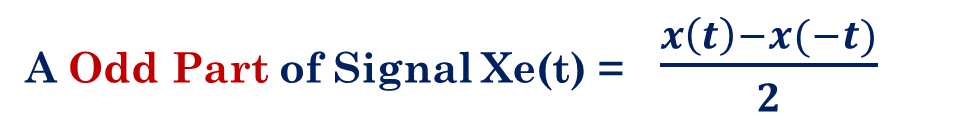 A Odd Part of Signal Xe(t) = x(t)−x(−t)
2